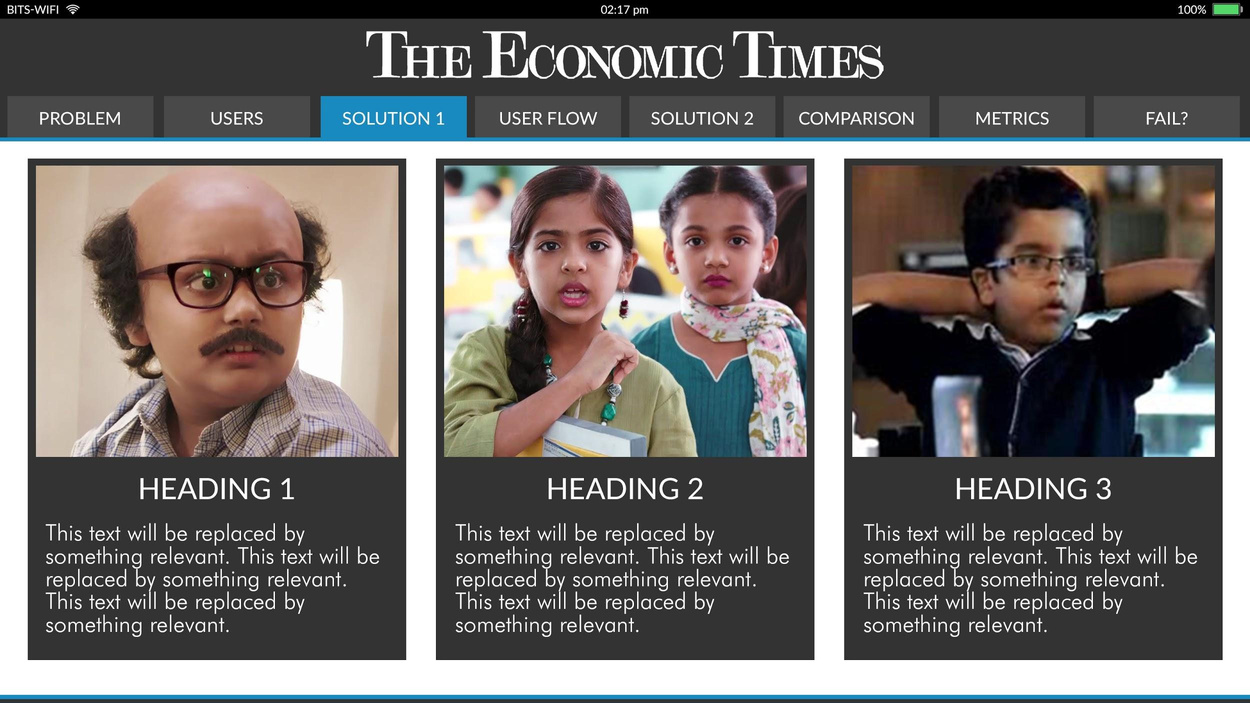 BITS-WIFI
02:17 pm
100%
THE ECONOMIC TIMES
PROBLEM
USERS
SOLUTION 1
USER FLOW
SOLUTION 2
COMPARISON
METRICS
FAIL?
HEADING 1
This text will be replaced by
something relevant. This text will be
replaced by something relevant.
This text will be replaced by
something relevant.
HEADING 2
This text will be replaced by
something relevant. This text will be
replaced by something relevant.
This text will be replaced by
something relevant.
HEADING 3
This text will be replaced by
something relevant. This text will be
replaced by something relevant.
This text will be replaced by
something relevant.